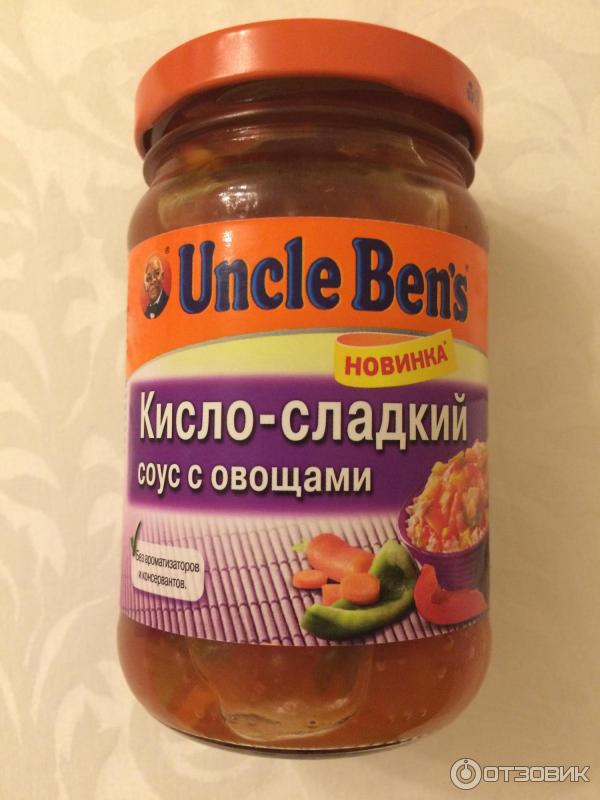 Uncle Ben's
НОВИНКА*
Кисло-сладкий
соус с овощами
Без ароматизаторов
и консервантов.
ОТЗОВИК